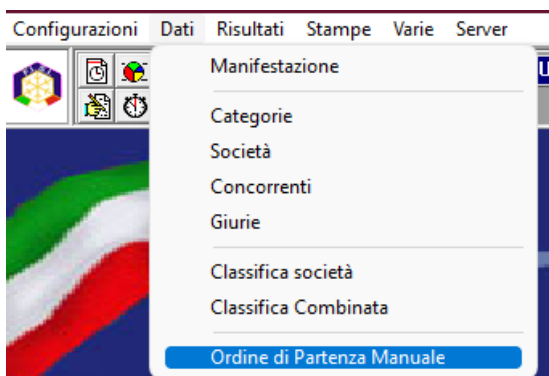 Configurazioni Dati Risultati Stampe Varie Server
Manifestazione
Categorie
Società
Concorrenti
Giurie
Classifica società
Classifica Combinata
Ordine di Partenza Manuale